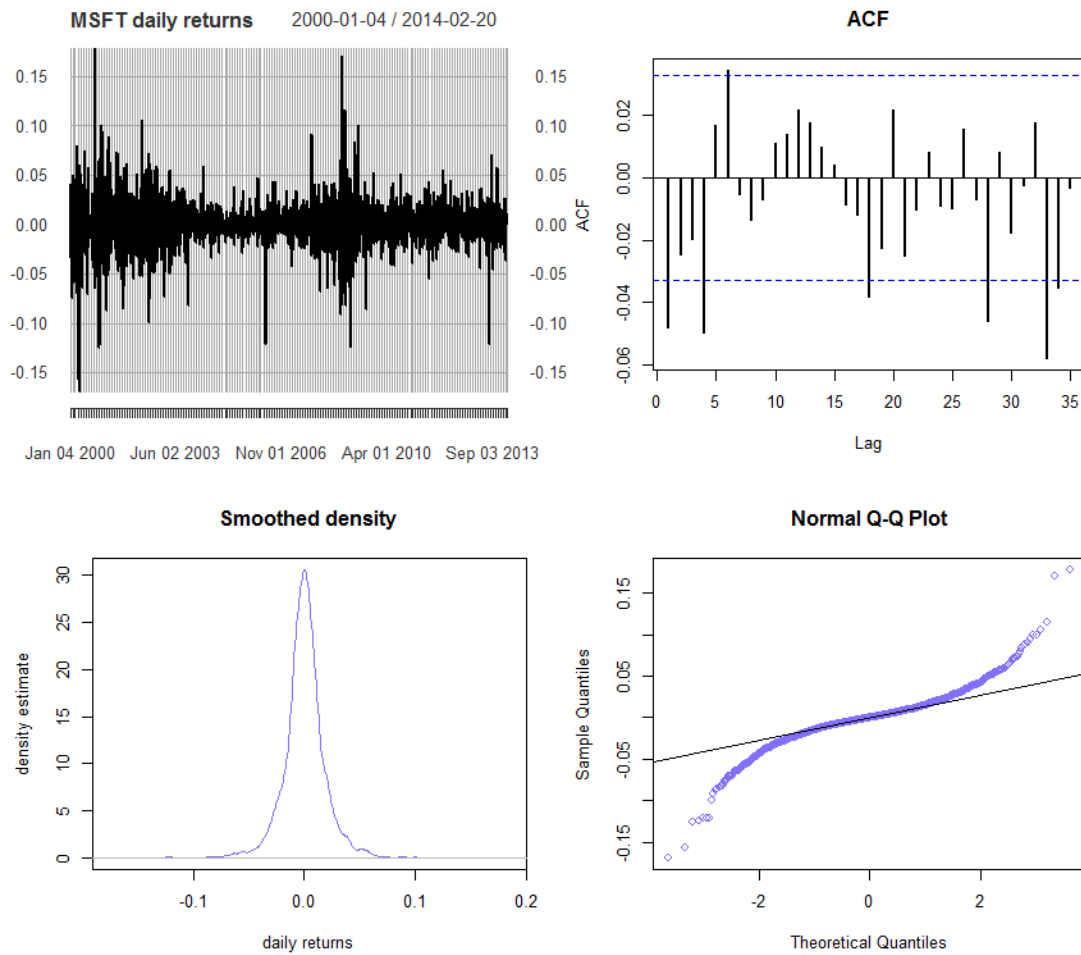 MSFT daily returns 2000-01-04 / 2014-02-20
0.15 0.15
0.10 0.10
0.05 0.05
0.00 0.00
-0.05 -0.05
-0.10 -0.10
-0.15 -0.15
Jan 04 2000 Jun 02 2003 Nov 01 2006 Apr 01 2010 Sep 03 2013
ACF
ACF
0.02
0.00
-0.02
-0.04
-0.06
0 5 10 15 20 25 30 35
Lag
Smoothed density
density estimate
30
25
20
15
10
5
0
-0.1 0.0 0.1 0.2
daily returns
Normal Q-Q Plot
Sample Quantiles
0.15
0.05
-0.05
-0.15
-2 0 2
Theoretical Quantiles